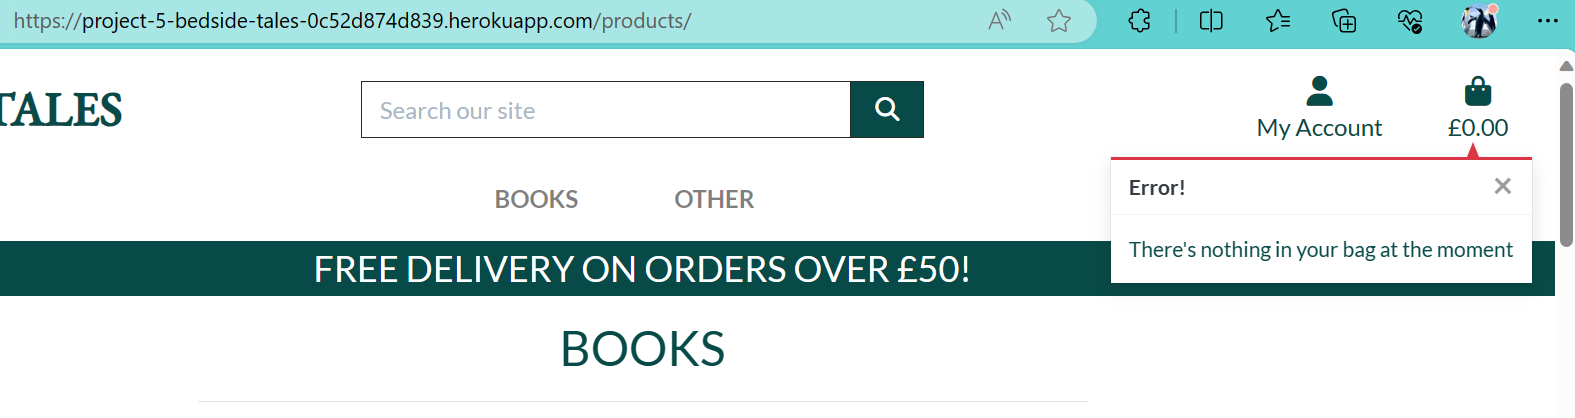 https://project-5-bedside-tales-0c52d874d839.herokuapp.com/products/
TALES
Search our site
My Account
£0.00
BOOKS
OTHER
Error!
There's nothing in your bag at the moment
FREE DELIVERY ON ORDERS OVER £50!
BOOKS